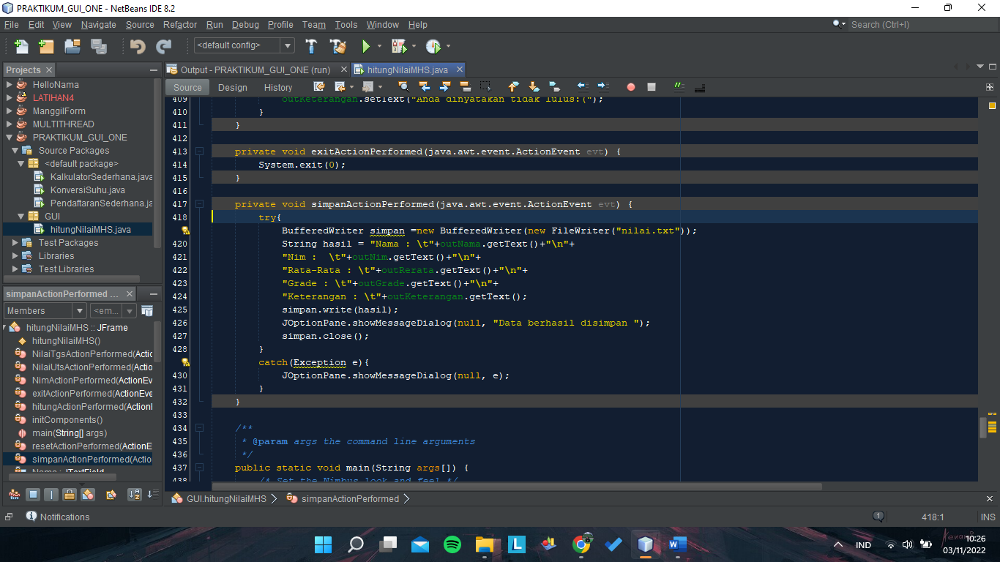 PRAKTIKUM_GUI_ONE - NetBeans IDE 8.2
File Edit View Navigate Source Refactor Run Debug Profile Team Tools Window Help
Search (Ctrl+I)
<default config>
Projects
HelloNama
LATIHAN4
ManggilForm
MULTITHREAD
PRAKTIKUM_GUI_ONE
Source Packages
<default package>
KalkulatorSederhana.java
KonversiSuhu.java
PendaftaranSederhana.ja
GUI
hitungNilaiMHS.java
Test Packages
Libraries
Test Libraries
simpanActionPerformed ...
Members
<em...
hitungNilaiMHS :: JFrame
hitungNilaiMHS()
NilaiTgsActionPerformed(Actic
NilaiUtsActionPerformed(Actio
NimActionPerformed(ActionEv
exitActionPerformed(ActionEve
hitungActionPerformed(ActionI
initComponents()
main(String[] args)
resetActionPerformed(ActionE
simpanActionPerformed(Actio
Nama : JTextField
Output - PRAKTIKUM_GUI_ONE (run)
hitungNilaiMHS.java
Source Design History
409 outKeterangan.setText("Anda dinyatakan tidak lulus:(");
410 }
411 }
412
413 private void exitActionPerformed(java.awt.event.ActionEvent evt) {
414 System.exit(0);
415 }
416
417 private void simpanActionPerformed(java.awt.event.ActionEvent evt) {
418 try{
BufferedWriter simpan =new BufferedWriter(new FileWriter("nilai.txt"));
420 String hasil = "Nama : \t"+outNama.getText()+"\n"+
421 "Nim :  \t"+outNim.getText()+"\n"+
422 "Rata-Rata : \t"+outRerata.getText()+"\n"+
423 "Grade : \t"+outGrade.getText()+"\n"+
424 "Keterangan : \t"+outKeterangan.getText();
425 simpan.write(hasil);
426 JOptionPane.showMessageDialog(null, "Data berhasil disimpan ");
427 simpan.close();
428 }
catch(Exception e){
430 JOptionPane.showMessageDialog(null, e);
431 }
432 }
433
434 /**
435 * @param args the command line arguments
436 */
437 public static void main(String args[]) {
438 /* Set the Nimbus look and feel */
GUI.hitungNilaiMHS
simpanActionPerformed
Notifications
1
418:1
INS
IND
10:26
03/11/2022